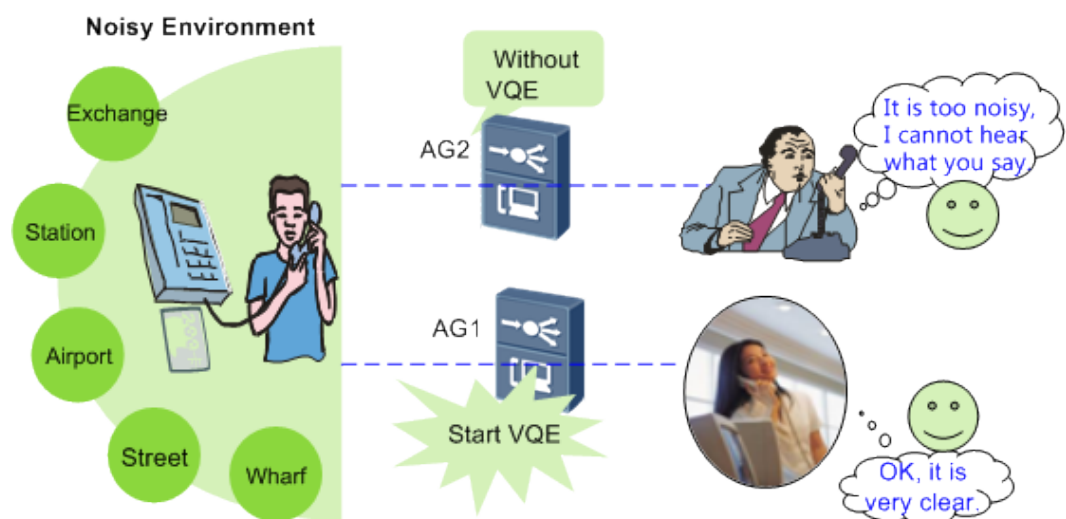 Noisy Environment
Exchange
Station
Airport
Street
Wharf
Without
VQE
AG2
It is too noisy,
I cannot hear
what you say.
AG1
Start VQE
OK, it is
very clear.